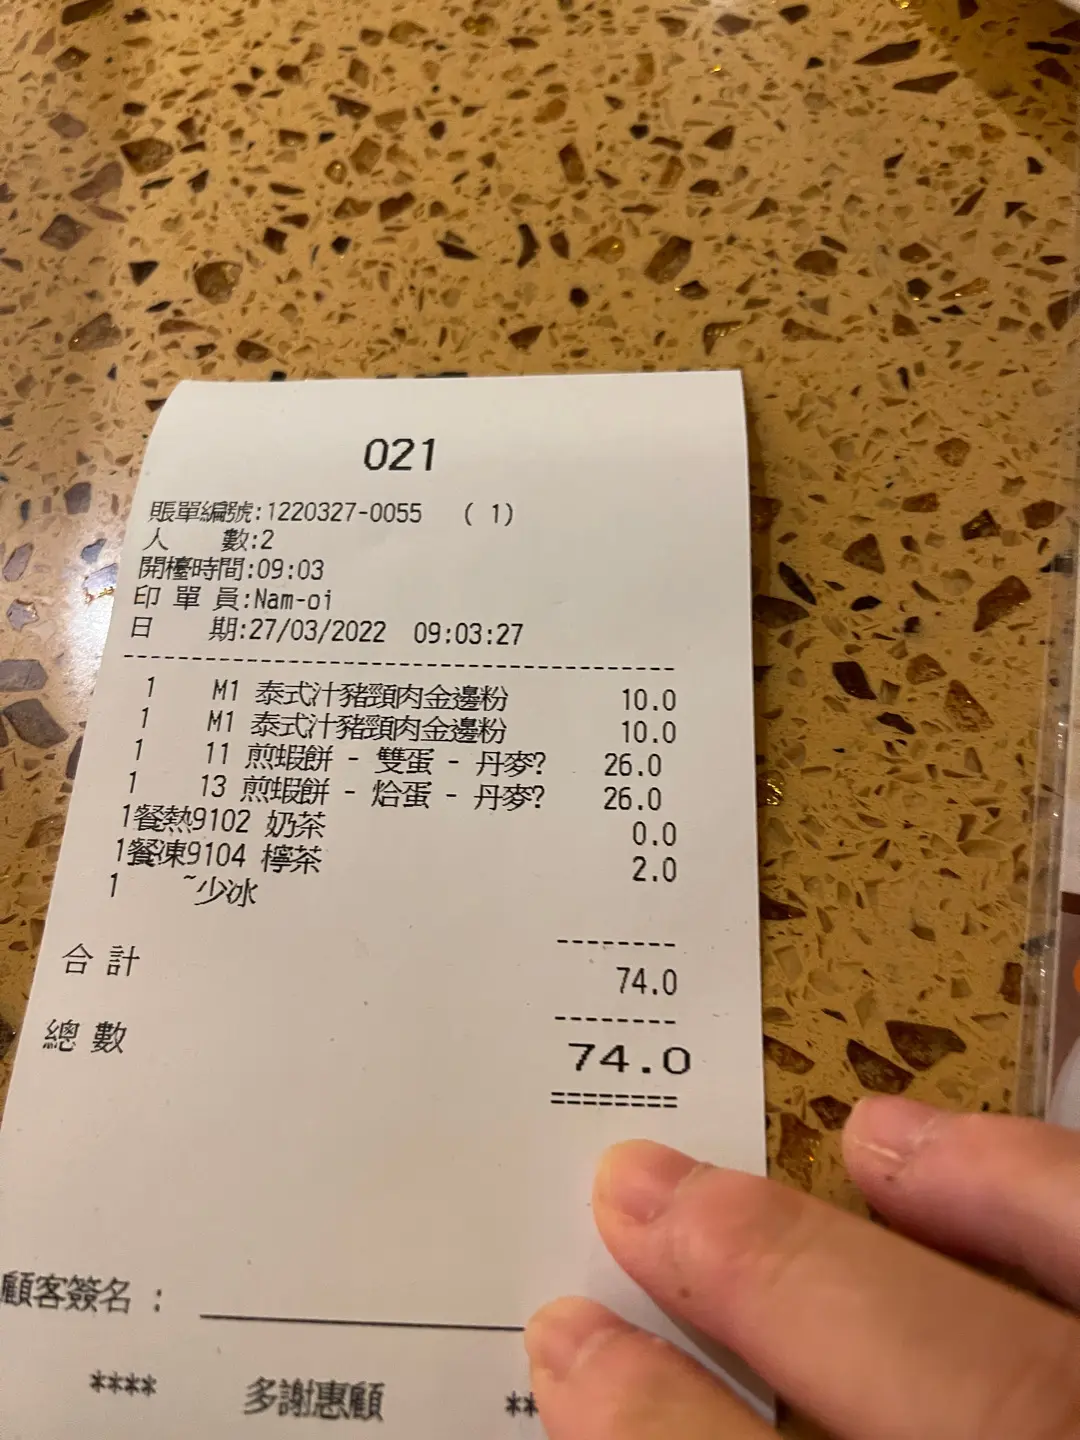 021
賬單編號:1220327-0055 ( 1)
人 數:2
開檯時間:09:03
印 單 員:Nam-oi
日 期:27/03/2022 09:03:27
--------------------------------------
1 M1 泰式汁豬頸肉金邊粉 10.0
1 M1 泰式汁豬頸肉金邊粉 10.0
1 11 煎蝦餅 - 雙蛋 - 丹麥? 26.0
1 13 煎蝦餅 - 烚蛋 - 丹麥? 26.0
1餐熱9102 奶茶 0.0
1餐凍9104 檸茶 2.0
1 ~少冰
--------
合 計 74.0
--------
總 數 74.0
========
顧客簽名 :
**** 多謝惠顧 **